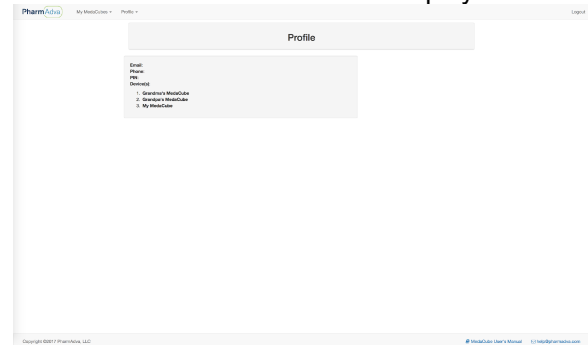 PharmAdva My MedaCubes Profile Logout
Profile
Email:
Phone:
PIN:
Device(s):
1. Grandma's MedaCube
2. Grandpa's MedaCube
3. My MedaCube
Copyright ©2017 PharmAdva, LLC MedaCube User's Manual help@pharmadva.com